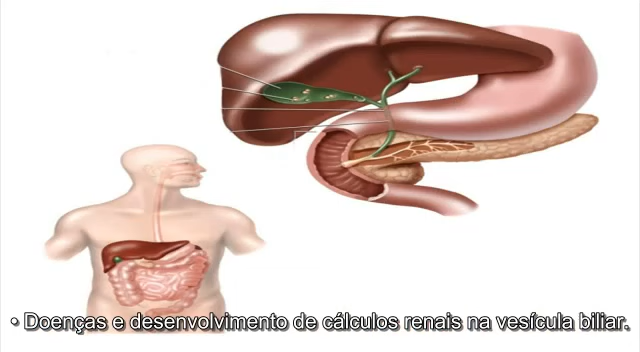 • Doenças e desenvolvimento de cálculos renais na vesícula biliar.